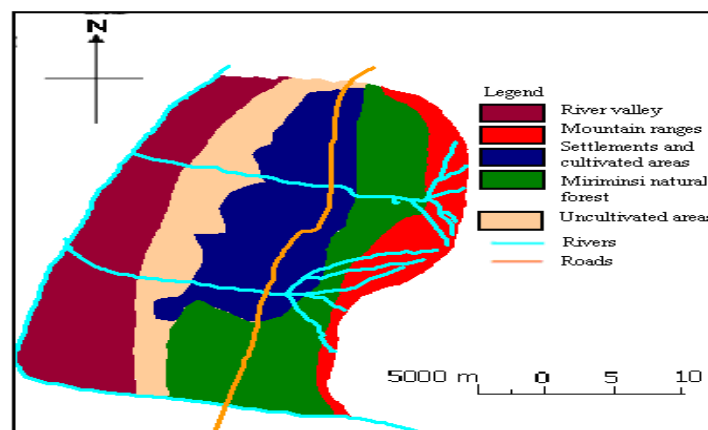 N
Legend
River valley
Mountain ranges
Settlements and
cultivated areas
Miriminsi natural
forest
Uncultivated areas
Rivers
Roads
5000 m 0 5 10